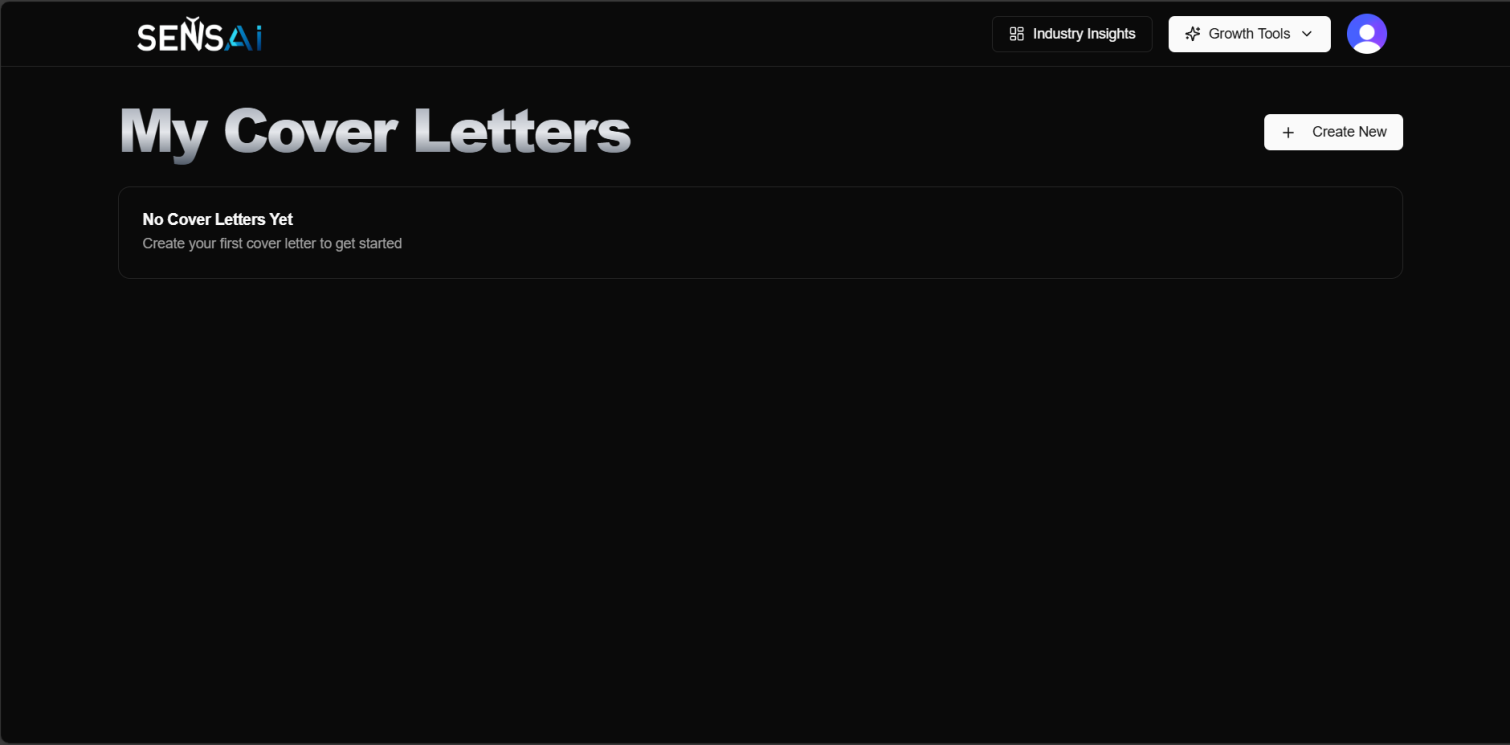 SENSAi
Industry Insights
Growth Tools
My Cover Letters
Create New
No Cover Letters Yet
Create your first cover letter to get started